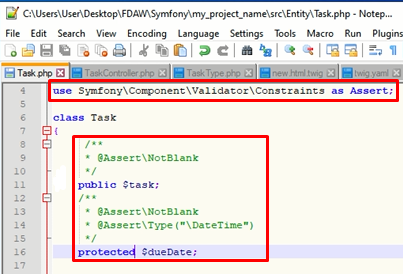 C:\Users\User\Desktop\FDAW\Symfony\my_project_name\src\Entity\Task.php - Notep...
File Edit Search View Encoding Language Settings Tools Macro Run Plugins
Task.php TaskController.php TaskType.php new.html.twig twig.yaml
4 use Symfony\Component\Validator\Constraints as Assert;
5
6 class Task
7 {
8 /**
9 * @Assert\NotBlank
10 */
11 public $task;
12 /**
13 * @Assert\NotBlank
14 * @Assert\Type("\DateTime")
15 */
16 protected $dueDate;